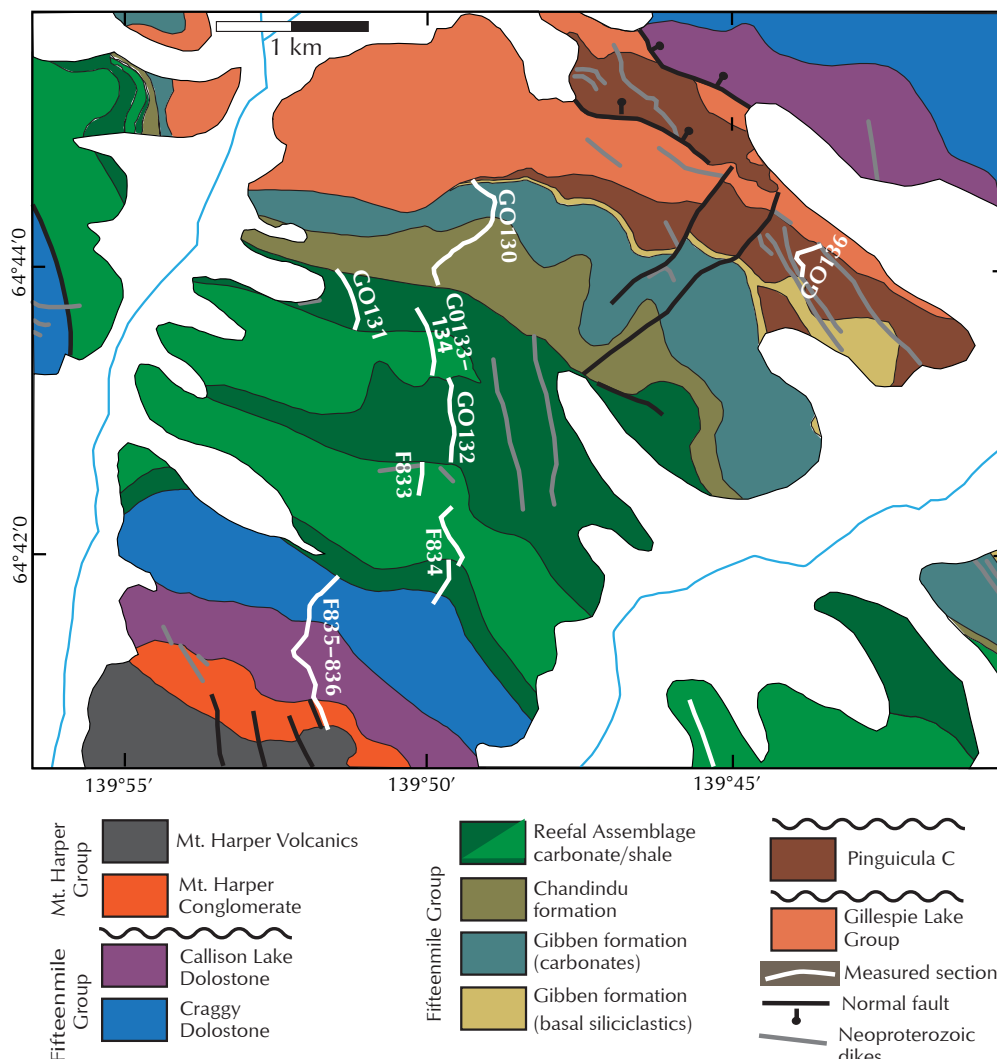 1 km
64°44'0
64°42'0
GO130
GO136
GO131
G0133–
134
GO132
F833
F834
F835–836
139°55'
139°50'
139°45'
Mt. Harper
Group
Mt. Harper Volcanics
Mt. Harper
Conglomerate
Fifteenmile
Group
Callison Lake
Dolostone
Craggy
Dolostone
Fifteenmile Group
Reefal Assemblage
carbonate/shale
Chandindu
formation
Gibben formation
(carbonates)
Gibben formation
(basal siliciclastics)
Pinguicula C
Gillespie Lake
Group
Measured section
Normal fault
Neoproterozoic
dikes